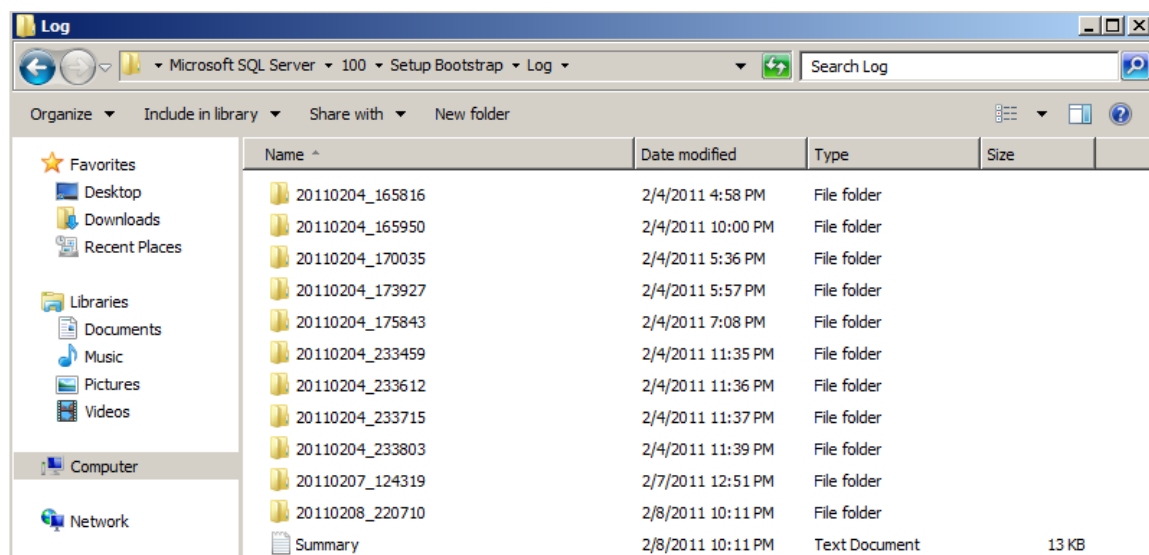 Log
Microsoft SQL Server 100 Setup Bootstrap Log Search Log
Organize Include in library Share with New folder
Favorites
Desktop
Downloads
Recent Places
Libraries
Documents
Music
Pictures
Videos
Computer
Network
Name Date modified Type Size
20110204_165816 2/4/2011 4:58 PM File folder
20110204_165950 2/4/2011 10:00 PM File folder
20110204_170035 2/4/2011 5:36 PM File folder
20110204_173927 2/4/2011 5:57 PM File folder
20110204_175843 2/4/2011 7:08 PM File folder
20110204_233459 2/4/2011 11:35 PM File folder
20110204_233612 2/4/2011 11:36 PM File folder
20110204_233715 2/4/2011 11:37 PM File folder
20110204_233803 2/4/2011 11:39 PM File folder
20110207_124319 2/7/2011 12:51 PM File folder
20110208_220710 2/8/2011 10:11 PM File folder
Summary 2/8/2011 10:11 PM Text Document 13 KB